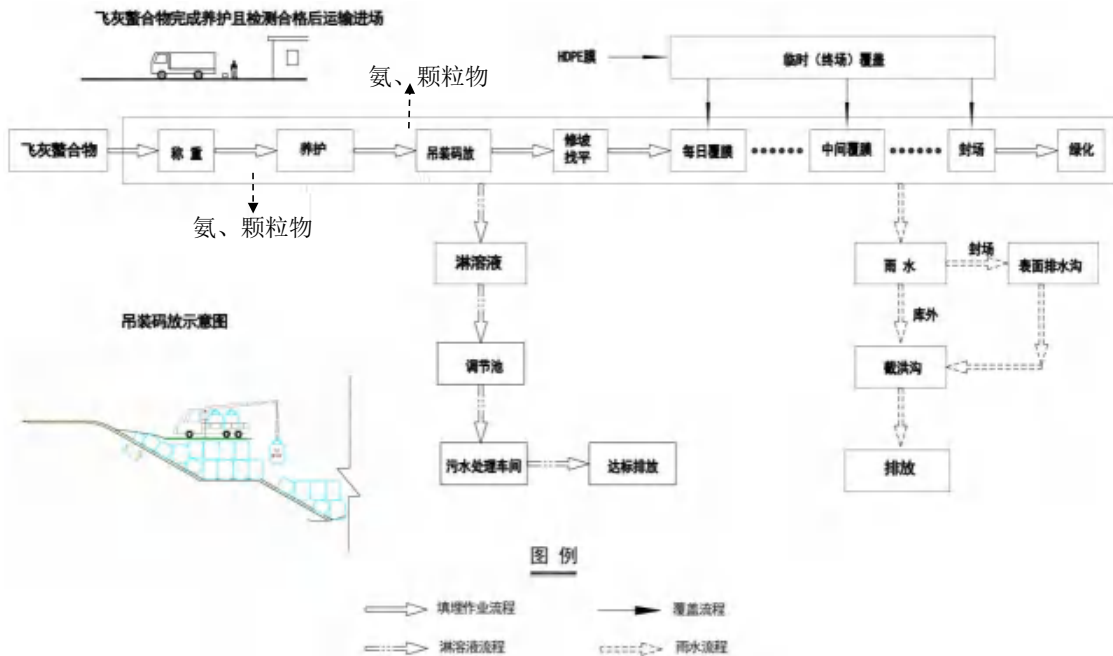 飞灰螯合物完成养护且检测合格后运输进场
HDPE膜
临时（终场）覆盖
氨、颗粒物
飞灰螯合物
称 重
养护
吊装码放
修坡
找平
每日覆膜
中间覆膜
封场
绿化
氨、颗粒物
淋溶液
雨 水
封场
表面排水沟
库外
吊装码放示意图
调节池
截洪沟
污水处理车间
达标排放
排放
图 例
填埋作业流程
覆盖流程
淋溶液流程
雨水流程